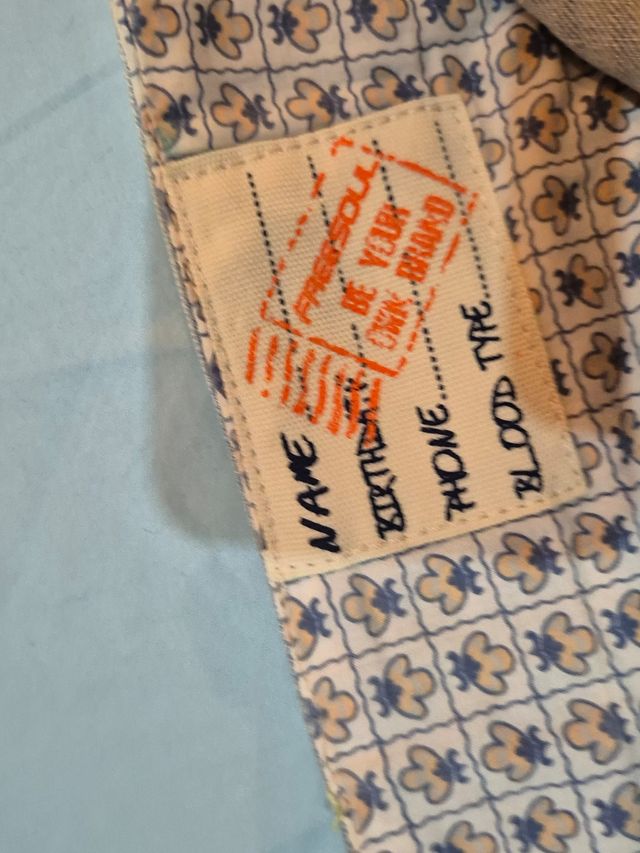 NAME
BIRTHDAY
PHONE..........
BLOOD TYPE..........
FREESOUL
BE YOUR
OWN BRAND